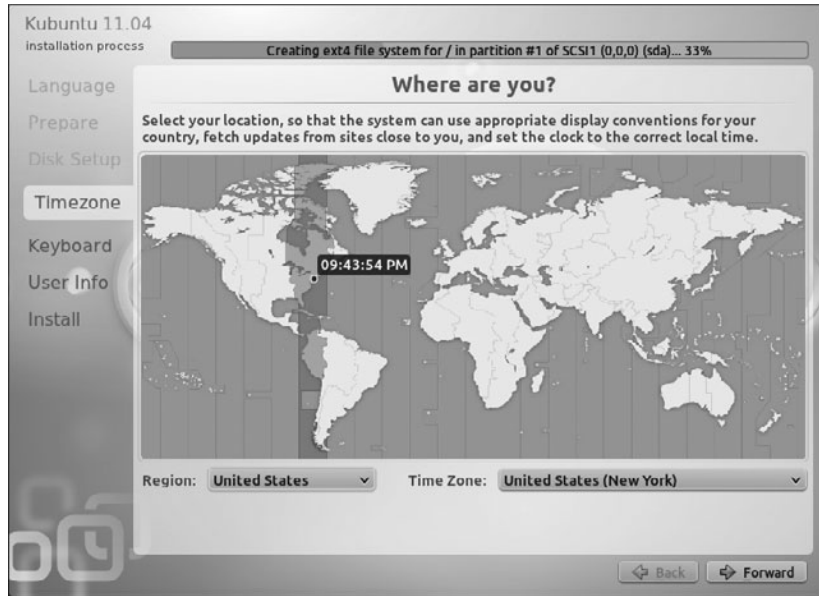 Kubuntu 11.04
installation process
Creating ext4 file system for / in partition #1 of SCSI1 (0,0,0) (sda)... 33%
Language
Prepare
Disk Setup
Timezone
Keyboard
User Info
Install
Where are you?
Select your location, so that the system can use appropriate display conventions for your
country, fetch updates from sites close to you, and set the clock to the correct local time.
09:43:54 PM
Region: United States Time Zone: United States (New York)
Back Forward